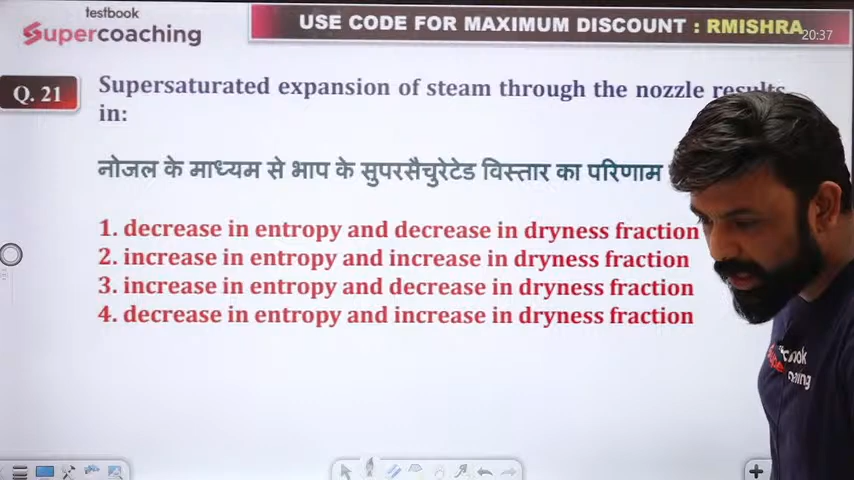 testbook
Supercoaching
USE CODE FOR MAXIMUM DISCOUNT : RMISHRA
20:37
Q. 21
Supersaturated expansion of steam through the nozzle results
in:
नोजल के माध्यम से भाप के सुपरसैचुरेटेड विस्तार का परिणाम
1. decrease in entropy and decrease in dryness fraction
2. increase in entropy and increase in dryness fraction
3. increase in entropy and decrease in dryness fraction
4. decrease in entropy and increase in dryness fraction